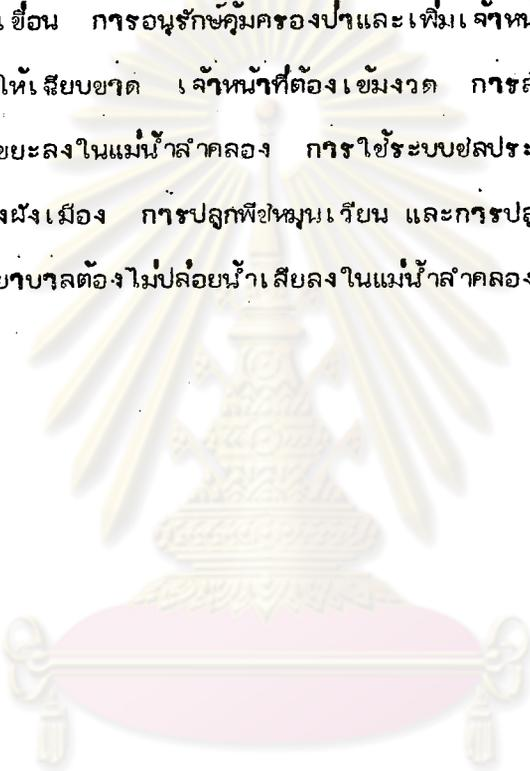 เขื่อน การอนุรักษ์คุ้มครองป่าและเพิ่มเจ้าหน
ให้เฉียบขาด เจ้าหน้าที่ต้องเข้มงวด การส
ขยะลงในแม่น้ำลำคลอง การใช้ระบบชลประ
งผังเมือง การปลูกพืชหมุนเวียน และการปลู
ยาบาลต้องไม่ปล่อยน้ำเสียลงในแม่น้ำลำคลอง